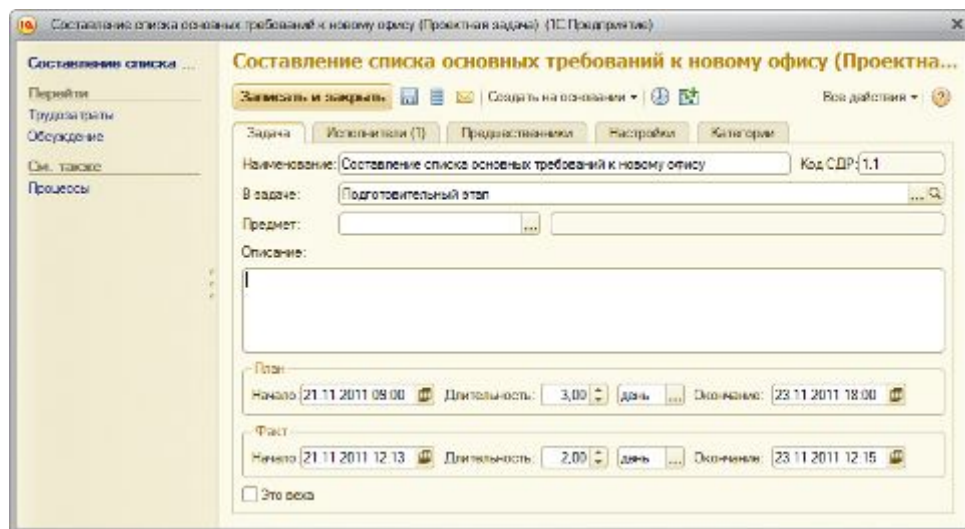 Составление списка основных требований к новому офису (Проектная задача) (1С:Предприятие)
Составление списка ...
Перейти
Трудозатраты
Обсуждение
См. также
Процессы
Составление списка основных требований к новому офису (Проектна...
Записать и закрыть Создать на основании Все действия
Задача Исполнители (1) Предшественники Настройки Категории
Наименование: Составление списка основных требований к новому офису Код СДР: 1.1
В задаче: Подготовительный этап ...
Предмет: ...
Описание:
План
Начало: 21.11.2011 09:00 Длительность: 3,00 день ... Окончание: 23.11.2011 18:00
Факт
Начало: 21.11.2011 12:13 Длительность: 2,00 день ... Окончание: 23.11.2011 12:15
Это веха